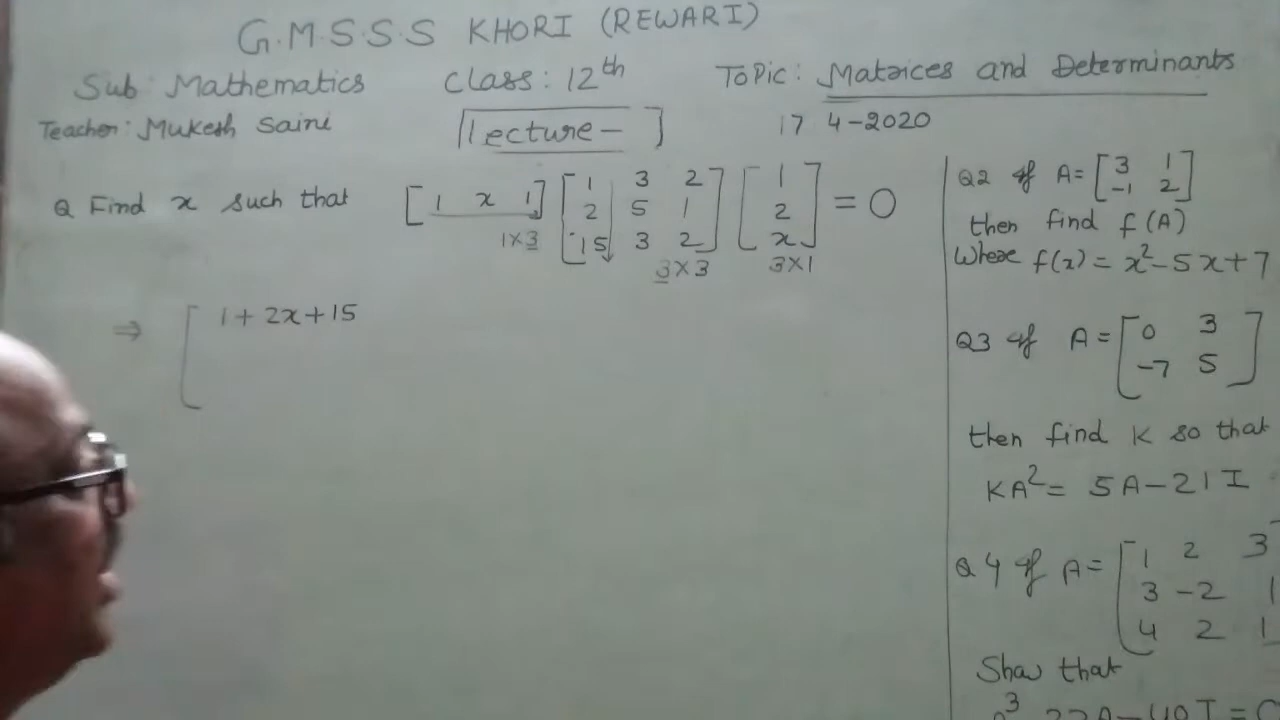 G.M.S.S.S KHORI (REWARI)
Sub: Mathematics Class: 12th Topic: Matrices and Determinants
Teacher: Mukesh Saini [Lecture - ] 17 4-2020
Q Find x such that [1 x 1] [1 3 2 2 5 1 15 3 2] [1 2 x] = 0
1×3 3×3 3×1
⇒ [ 1 + 2x + 15
Q2 If A = [3 1 -1 2]
then find f(A)
Where f(x) = x² - 5x + 7
Q3 If A = [0 3 -7 5]
then find K so that
KA² = 5A - 21 I
Q4 If A = [1 2 3 3 -2 1 4 2 1
Show that